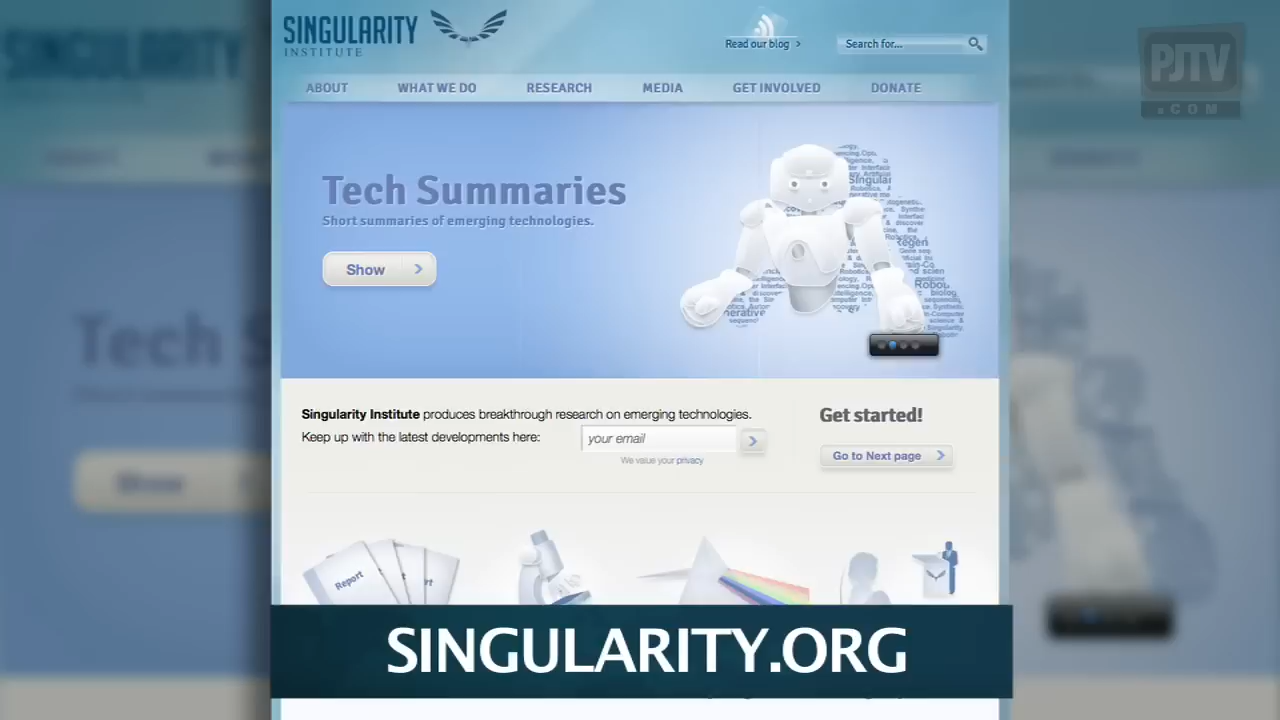 SINGULARITY
INSTITUTE
Read our blog >
Search for...
PJTV
.COM
ABOUT
WHAT WE DO
RESEARCH
MEDIA
GET INVOLVED
DONATE
Tech Summaries
Short summaries of emerging technologies.
Show
Singularity Institute produces breakthrough research on emerging technologies.
Keep up with the latest developments here:
your email
We value your privacy
Get started!
Go to Next page
Report
SINGULARITY.ORG